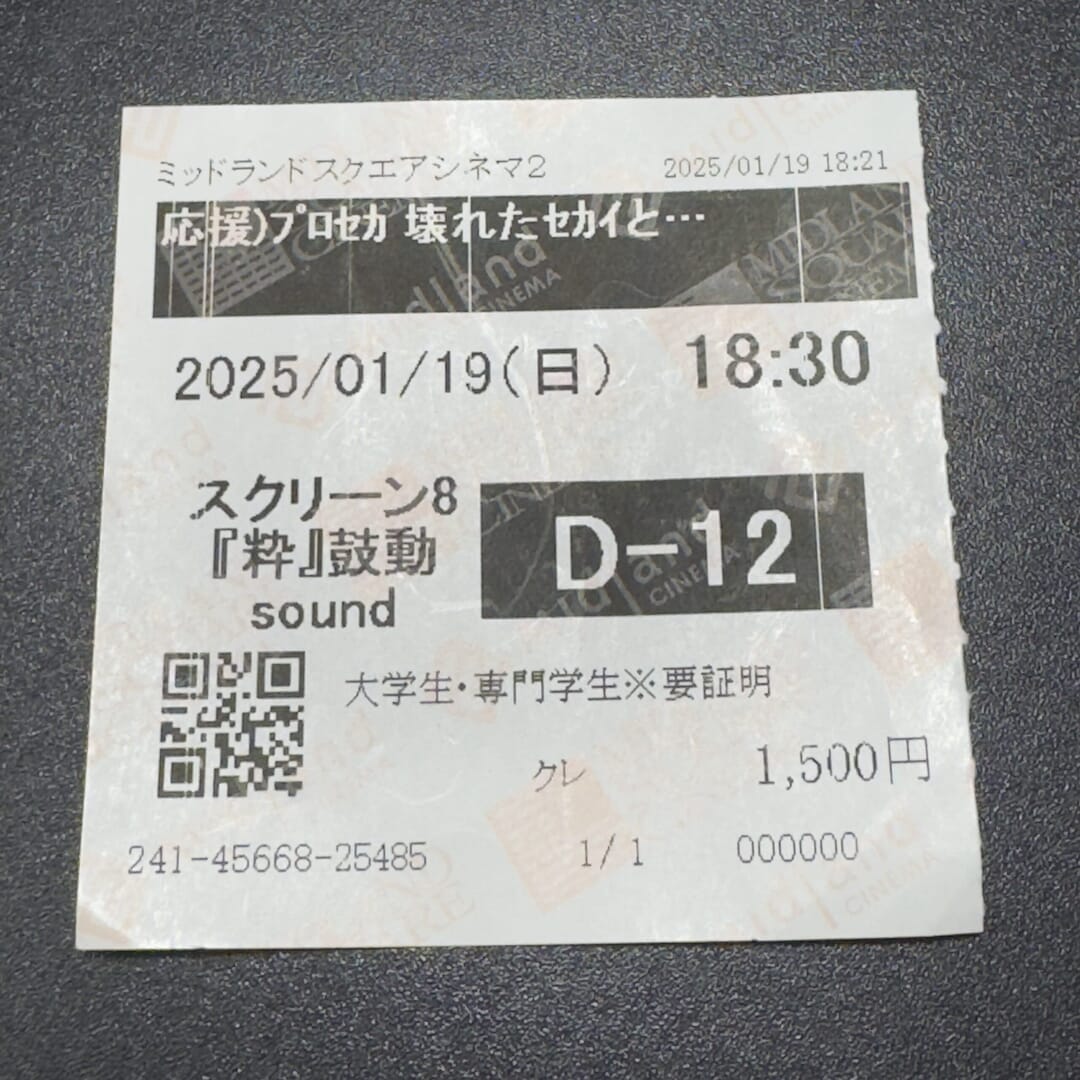 ミッドランドスクエアシネマ2 2025/01/19 18:21
応援)プロセカ 壊れたセカイと…
2025/01/19(日) 18:30
スクリーン8
『粋』鼓動
sound
D-12
大学生・専門学生※要証明
クレ 1,500円
241-45668-25485 1/ 1 000000